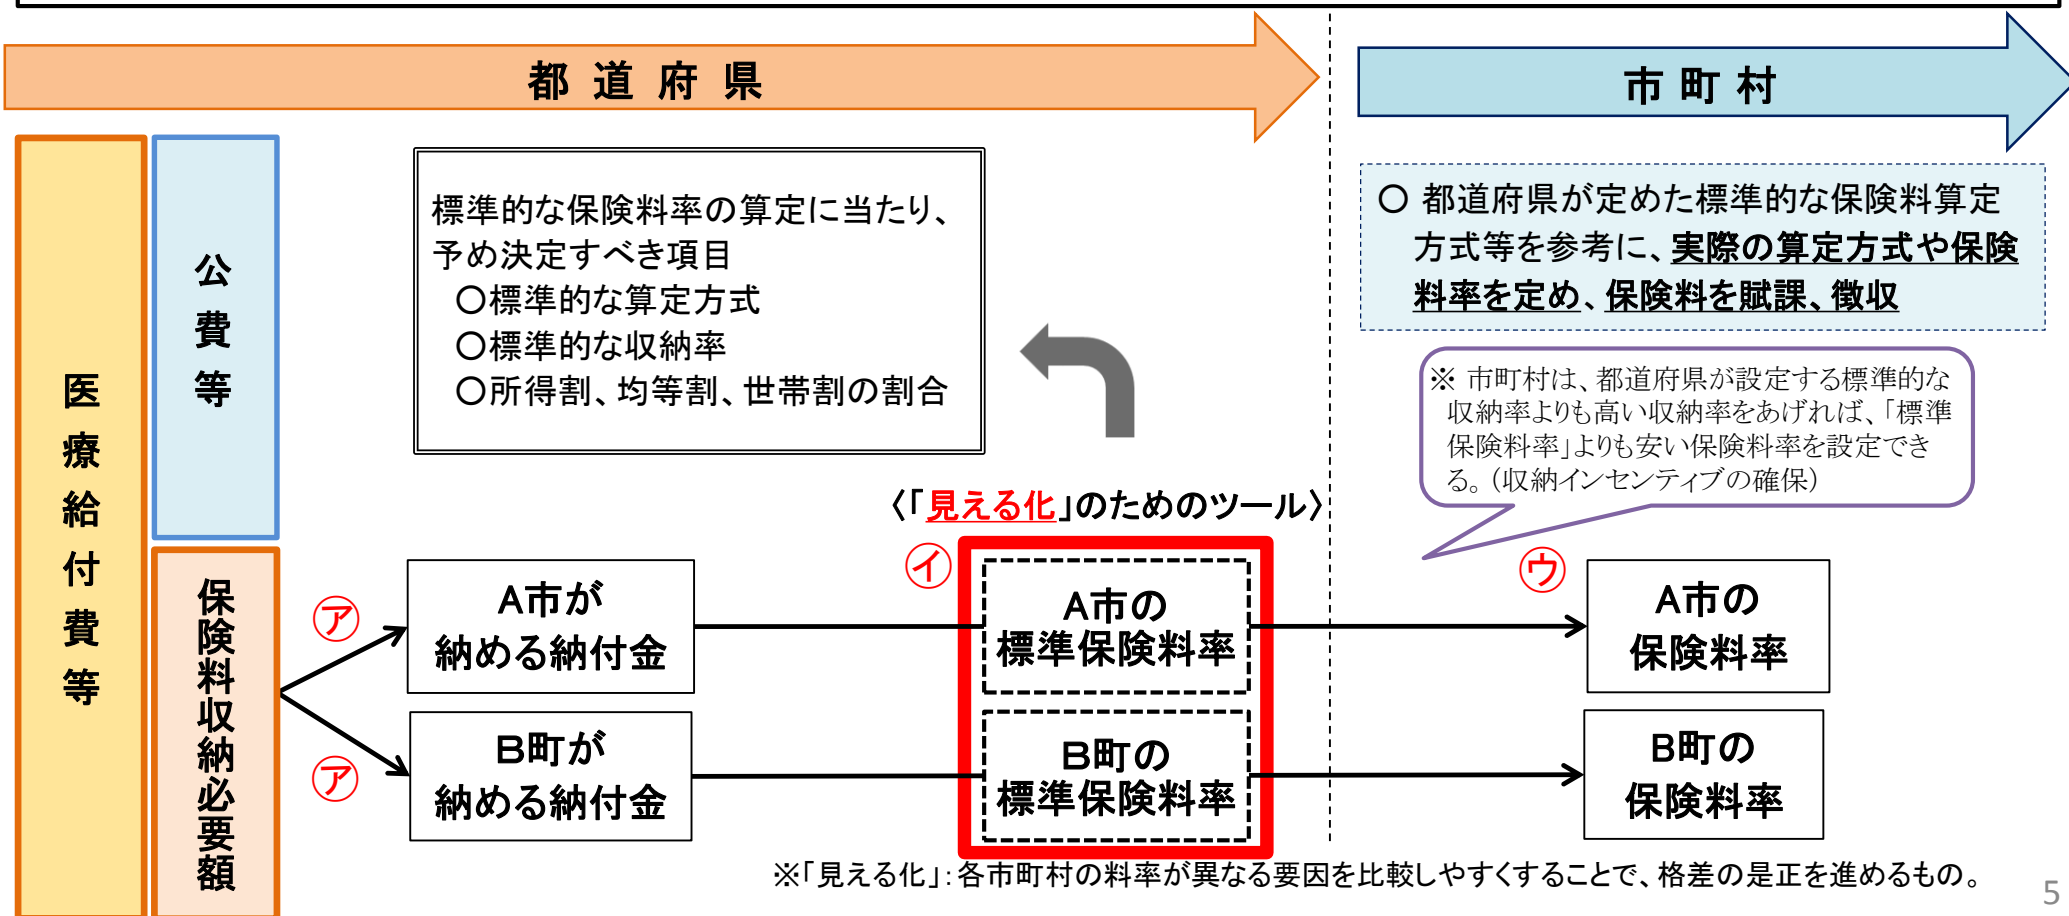 都道府県
市町村
医療給付費等
公費等
保険料収納必要額
標準的な保険料率の算定に当たり、
予め決定すべき項目
○標準的な算定方式
○標準的な収納率
○所得割、均等割、世帯割の割合
○ 都道府県が定めた標準的な保険料算定
方式等を参考に、実際の算定方式や保険
料率を定め、保険料を賦課、徴収
※ 市町村は、都道府県が設定する標準的な
収納率よりも高い収納率をあげれば、「標準
保険料率」よりも安い保険料率を設定でき
る。（収納インセンティブの確保）
〈「見える化」のためのツール〉
㋐
A市が
納める納付金
㋑
A市の
標準保険料率
㋒
A市の
保険料率
㋐
B町が
納める納付金
B町の
標準保険料率
B町の
保険料率
※「見える化」：各市町村の料率が異なる要因を比較しやすくすることで、格差の是正を進めるもの。
5